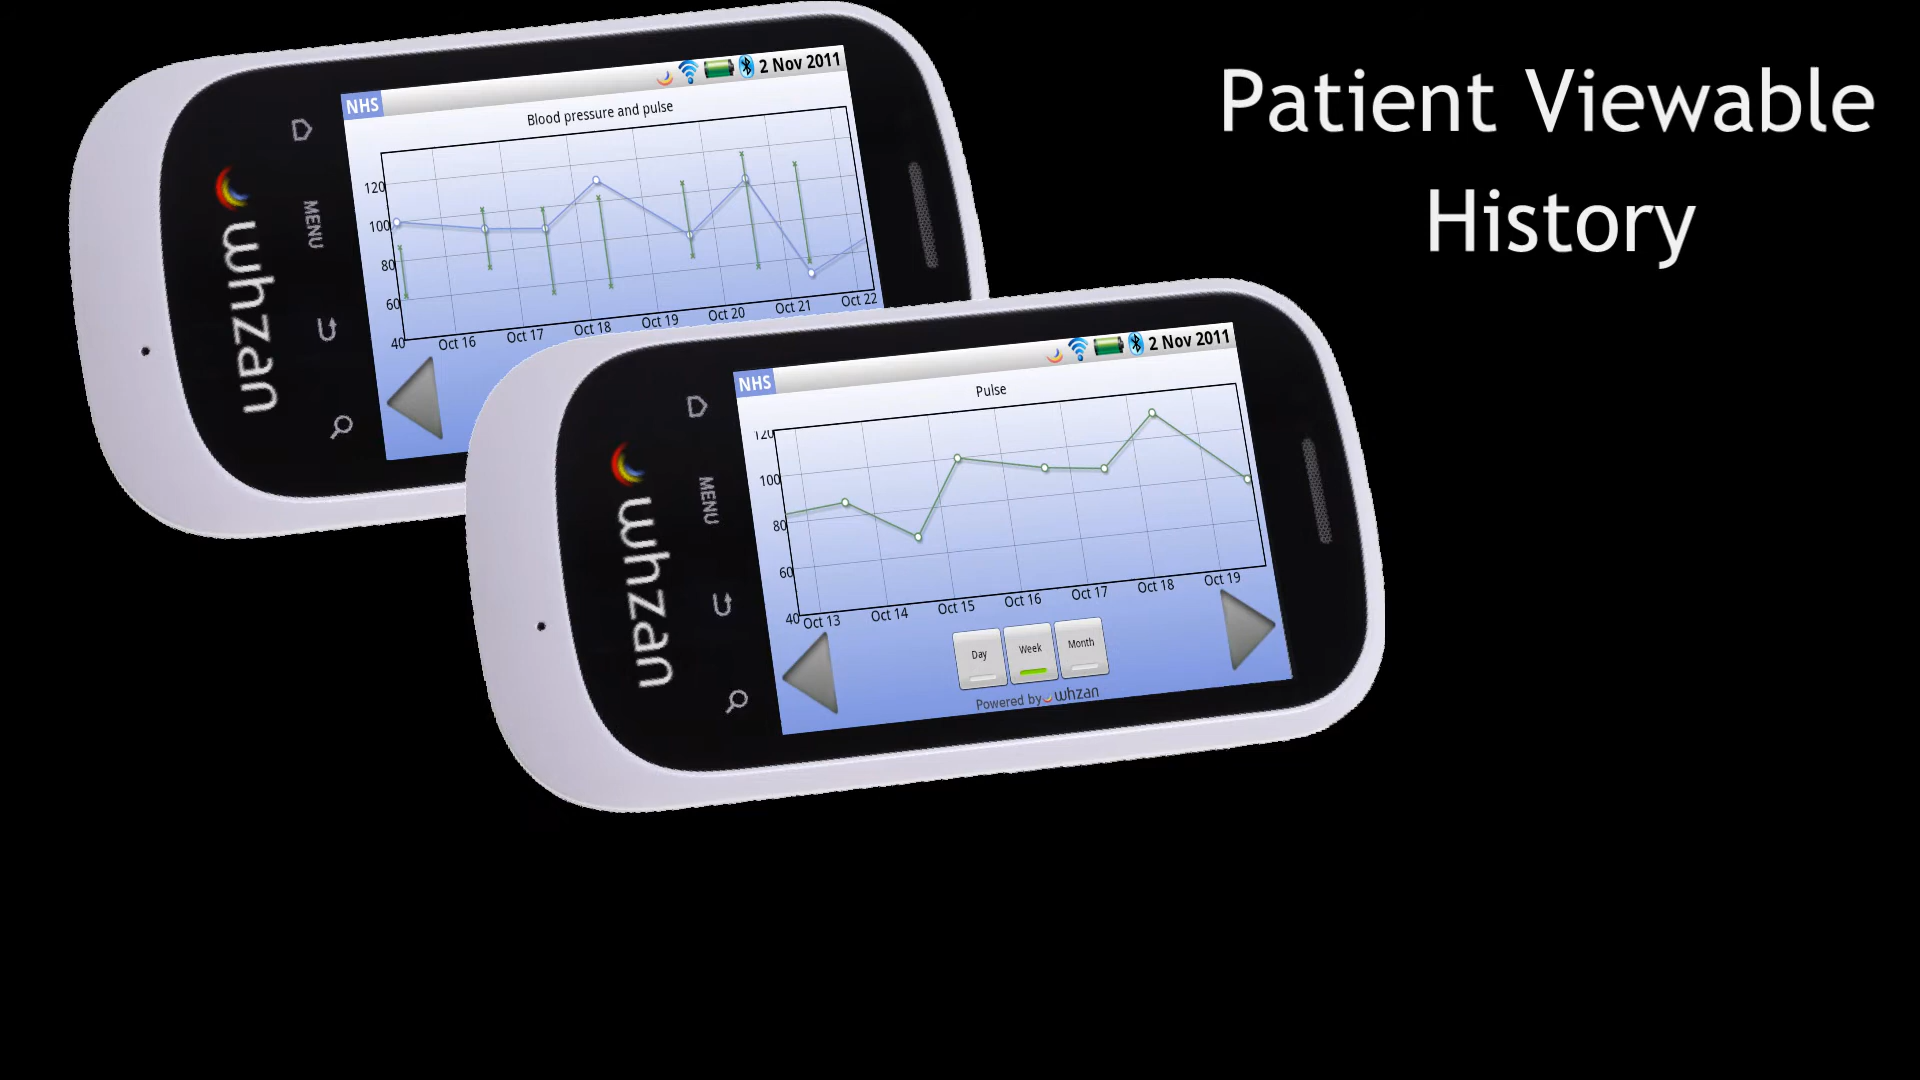 Patient Viewable
History
NHS
2 Nov 2011
Blood pressure and pulse
120
100
80
60
40
Oct 16
Oct 17
Oct 18
Oct 19
Oct 20
Oct 21
Oct 22
MENU
whzan
NHS
2 Nov 2011
Pulse
120
100
80
60
40
Oct 13
Oct 14
Oct 15
Oct 16
Oct 17
Oct 18
Oct 19
Day
Week
Month
Powered by whzan
MENU
whzan